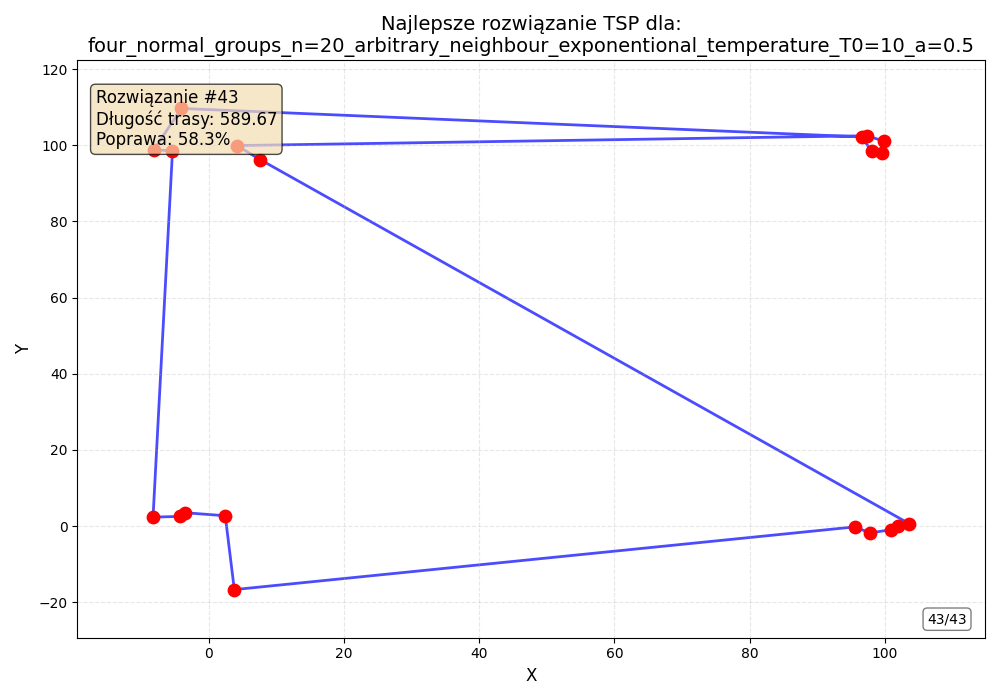 Najlepsze rozwiązanie TSP dla:
four_normal_groups_n=20_arbitrary_neighbour_exponentional_temperature_T0=10_a=0.5
Rozwiązanie #43
Długość trasy: 589.67
Poprawa: 58.3%
120
100
80
60
40
20
0
−20
Y
0
20
40
60
80
100
X
43/43